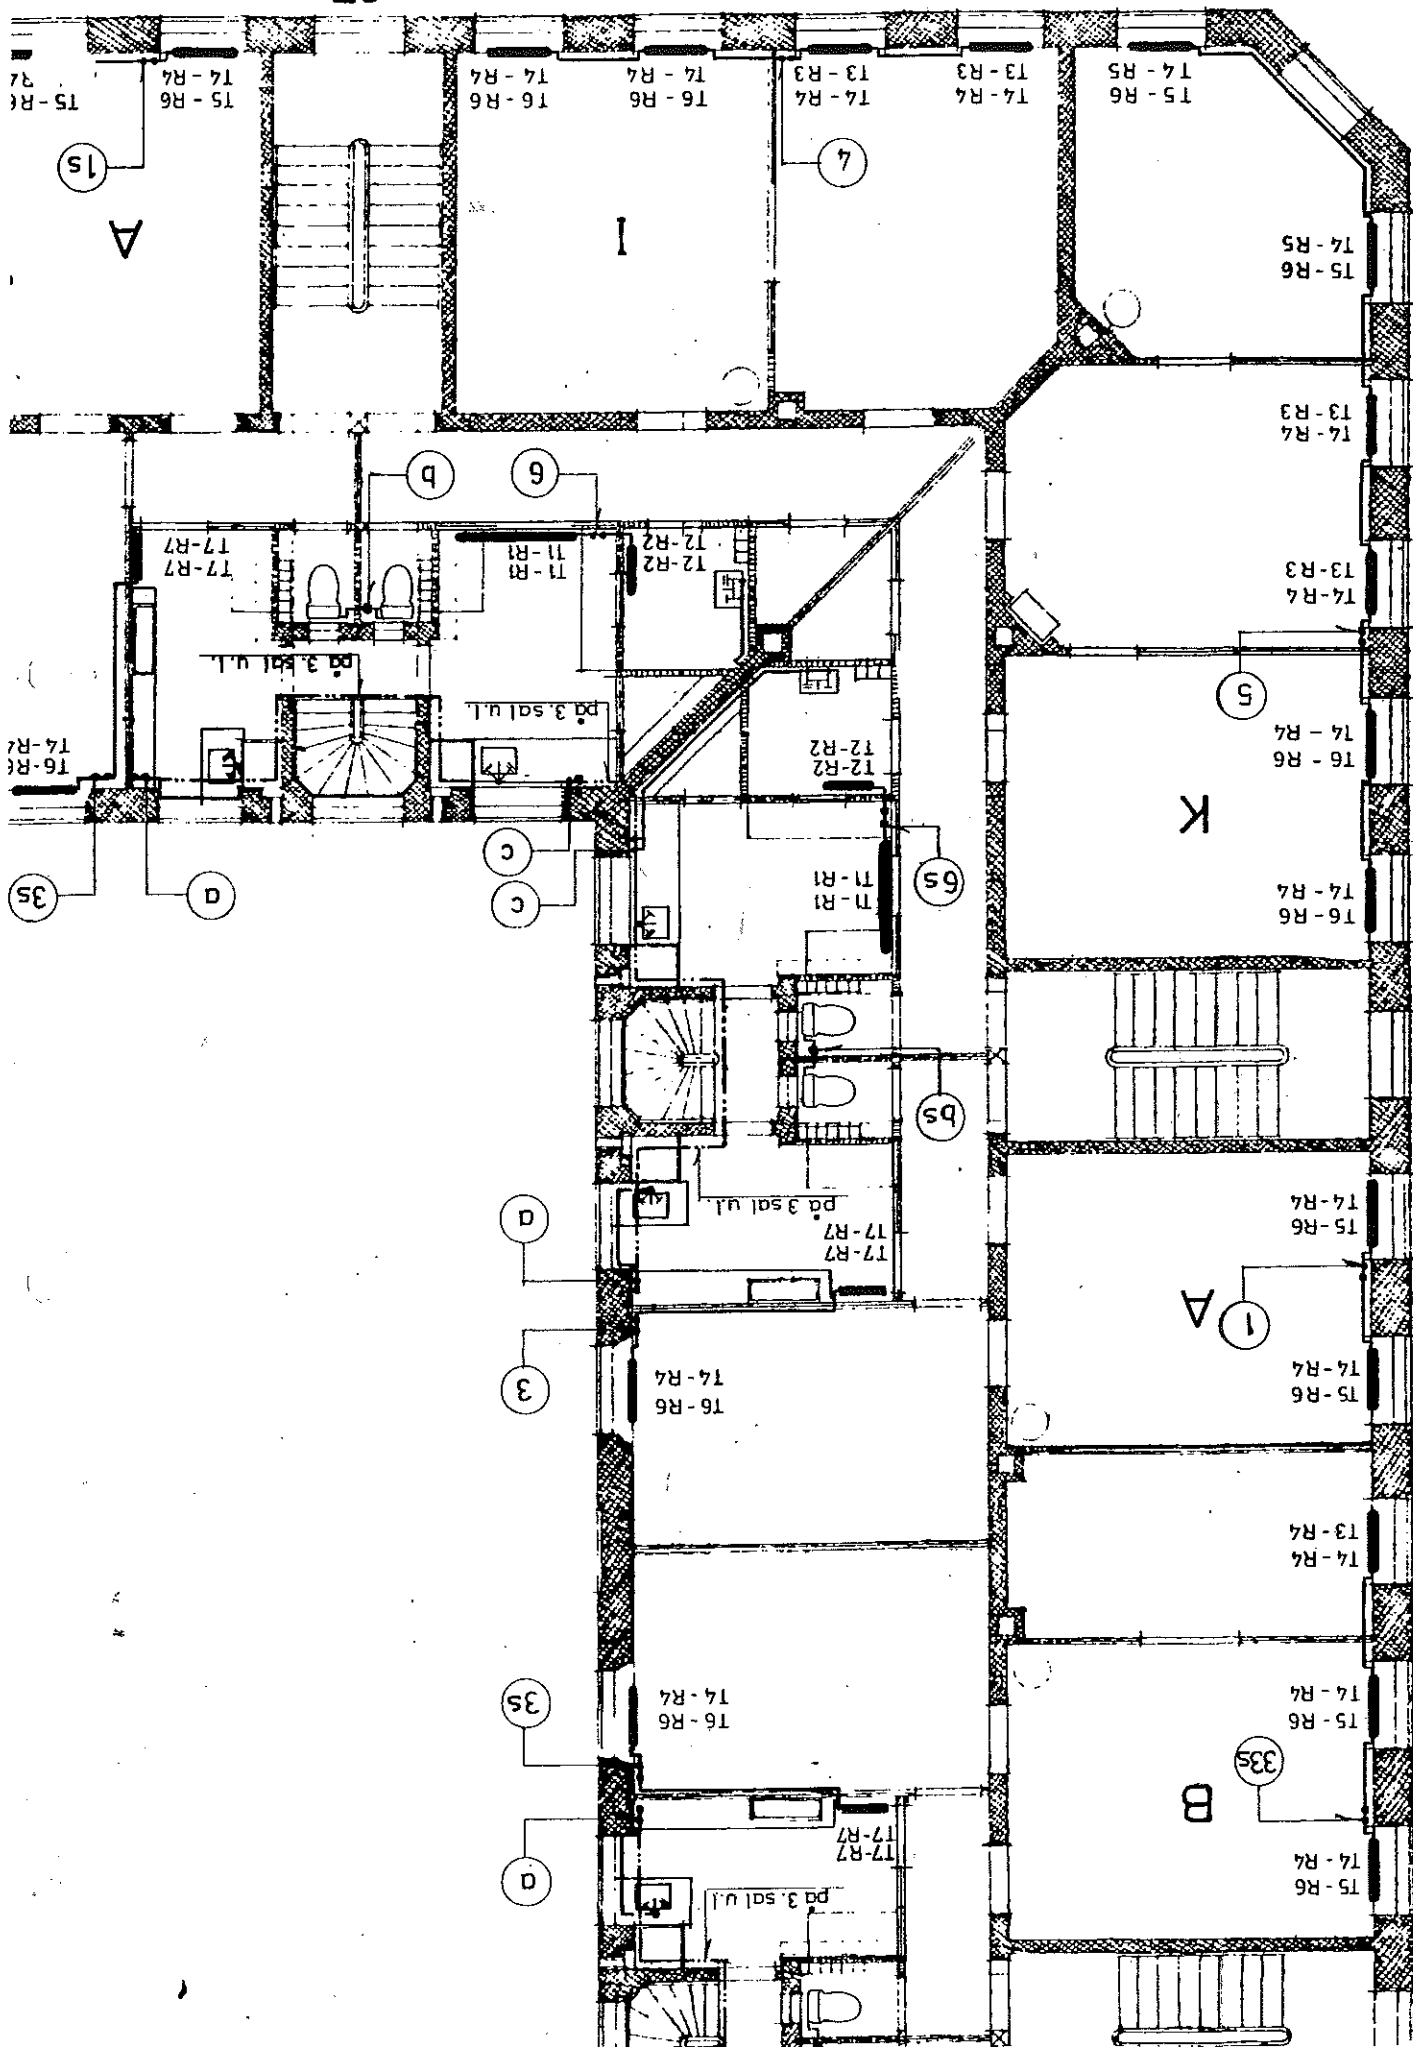 på 3. sal u.l.
T5 - R6
T4 - R4
a
T7-R7
T7-R7
B
33s
T5 - R6
T4 - R4
T6 - R6
T4 - R4
3s
T4 - R4
T3 - R4
T5 - R6
T4 - R4
T6 - R6
T4 - R4
3
1
A
T7-R7
T7-R7
a
T5 - R6
T4 - R4
på 3 sal u.l.
bs
T6 - R6
T4 - R4
c
a
3s
T1 - R1
T1 - R1
6s
c
K
T2-R2
T2-R2
T6 - R6
T4 - R4
T6-R6
T4-R4
på 3. sal u.l.
5
på 3. sal u.l.
T4-R4
T3-R3
T1 - R1
T1 - R1
T2-R2
T2-R2
T7-R7
T7-R7
6
b
T4-R4
T3-R3
T5-R6
T4-R5
I
A
4
1s
T5 - R6
T4 - R5
T4 - R4
T3 - R3
T4 - R4
T3 - R3
T6 - R6
T4 - R4
T6 - R6
T4 - R4
T5 - R6
T4 - R4
T5-R6